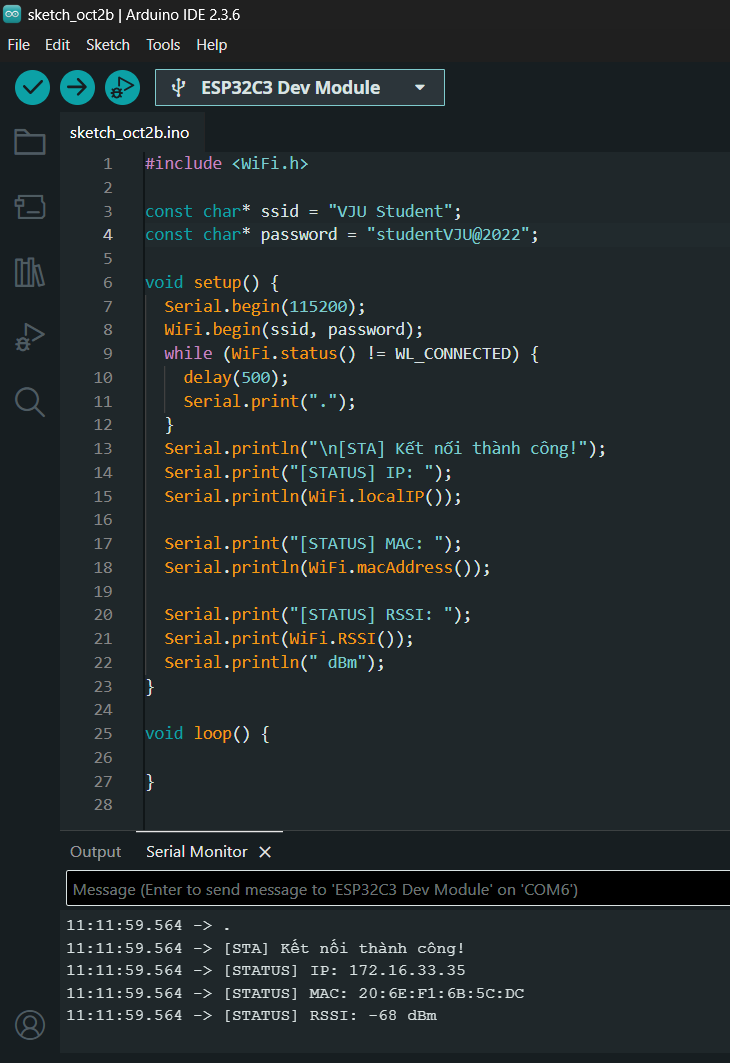 sketch_oct2b | Arduino IDE 2.3.6
File Edit Sketch Tools Help
ESP32C3 Dev Module
sketch_oct2b.ino
1 #include <WiFi.h>
2
3 const char* ssid = "VJU Student";
4 const char* password = "studentVJU@2022";
5
6 void setup() {
7 Serial.begin(115200);
8 WiFi.begin(ssid, password);
9 while (WiFi.status() != WL_CONNECTED) {
10 delay(500);
11 Serial.print(".");
12 }
13 Serial.println("\n[STA] Kết nối thành công!");
14 Serial.print("[STATUS] IP: ");
15 Serial.println(WiFi.localIP());
16
17 Serial.print("[STATUS] MAC: ");
18 Serial.println(WiFi.macAddress());
19
20 Serial.print("[STATUS] RSSI: ");
21 Serial.print(WiFi.RSSI());
22 Serial.println(" dBm");
23 }
24
25 void loop() {
26
27 }
28
Output Serial Monitor
Message (Enter to send message to 'ESP32C3 Dev Module' on 'COM6')
11:11:59.564 -> .
11:11:59.564 -> [STA] Kết nối thành công!
11:11:59.564 -> [STATUS] IP: 172.16.33.35
11:11:59.564 -> [STATUS] MAC: 20:6E:F1:6B:5C:DC
11:11:59.564 -> [STATUS] RSSI: -68 dBm